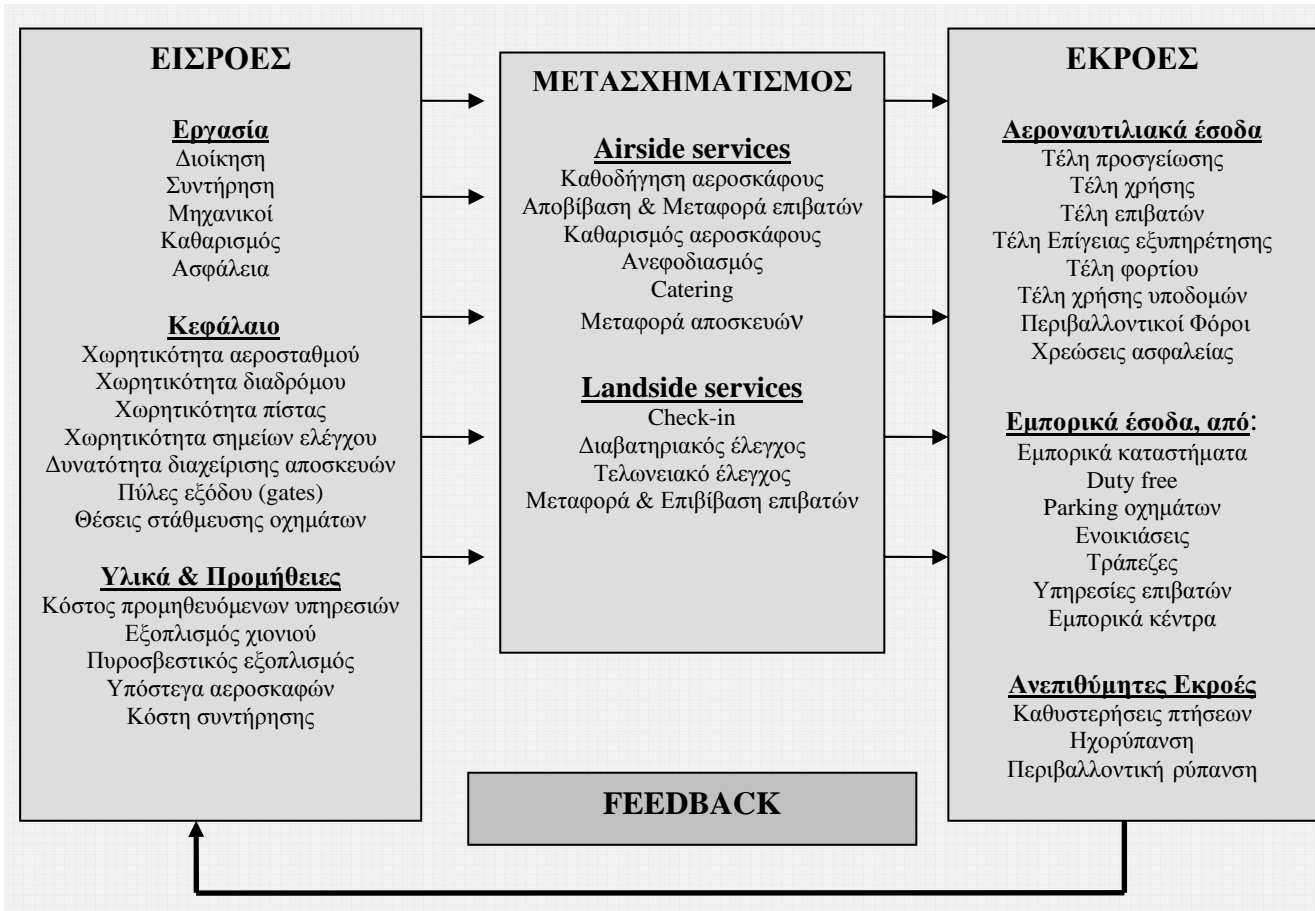 ΕΙΣΡΟΕΣ
Εργασία
Διοίκηση
Συντήρηση
Μηχανικοί
Καθαρισμός
Ασφάλεια
Κεφάλαιο
Χωρητικότητα αεροσταθμού
Χωρητικότητα διαδρόμου
Χωρητικότητα πίστας
Χωρητικότητα σημείων ελέγχου
Δυνατότητα διαχείρισης αποσκευών
Πύλες εξόδου (gates)
Θέσεις στάθμευσης οχημάτων
Υλικά & Προμήθειες
Κόστος προμηθευόμενων υπηρεσιών
Εξοπλισμός χιονιού
Πυροσβεστικός εξοπλισμός
Υπόστεγα αεροσκαφών
Κόστη συντήρησης
ΜΕΤΑΣΧΗΜΑΤΙΣΜΟΣ
Airside services
Καθοδήγηση αεροσκάφους
Αποβίβαση & Μεταφορά επιβατών
Καθαρισμός αεροσκάφους
Ανεφοδιασμός
Catering
Μεταφορά αποσκευών
Landside services
Check-in
Διαβατηριακός έλεγχος
Τελωνειακό έλεγχος
Μεταφορά & Επιβίβαση επιβατών
ΕΚΡΟΕΣ
Αεροναυτιλιακά έσοδα
Τέλη προσγείωσης
Τέλη χρήσης
Τέλη επιβατών
Τέλη Επίγειας εξυπηρέτησης
Τέλη φορτίου
Τέλη χρήσης υποδομών
Περιβαλλοντικοί Φόροι
Χρεώσεις ασφαλείας
Εμπορικά έσοδα, από:
Εμπορικά καταστήματα
Duty free
Parking οχημάτων
Ενοικιάσεις
Τράπεζες
Υπηρεσίες επιβατών
Εμπορικά κέντρα
Ανεπιθύμητες Εκροές
Καθυστερήσεις πτήσεων
Ηχορύπανση
Περιβαλλοντική ρύπανση
FEEDBACK